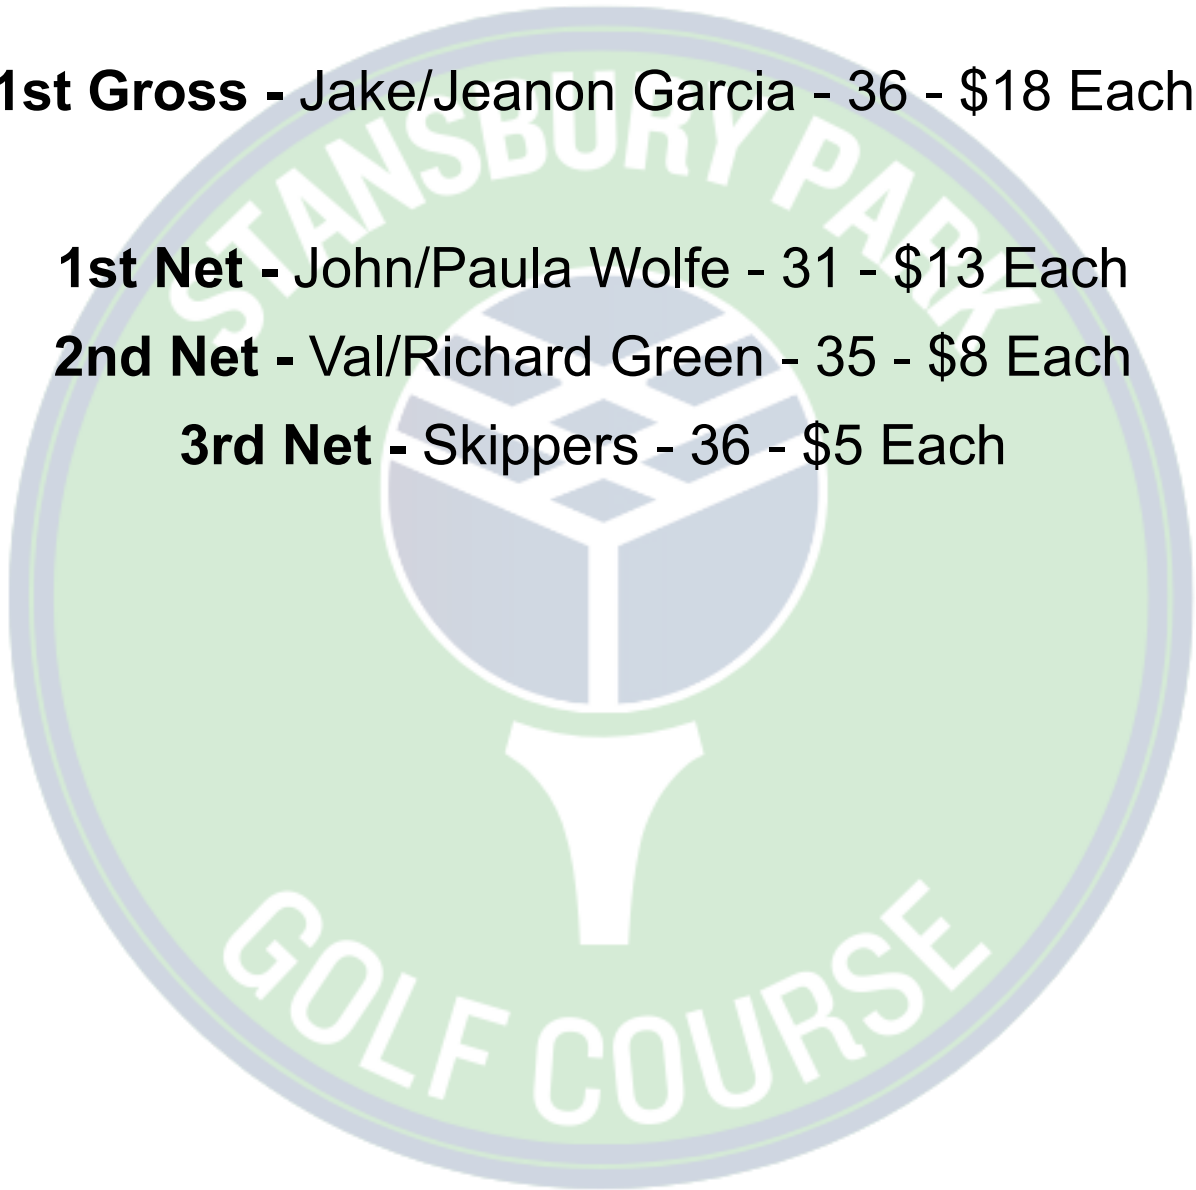 1st Gross - Jake/Jeanon Garcia - 36 - $18 Each
1st Net - John/Paula Wolfe - 31 - $13 Each
2nd Net - Val/Richard Green - 35 - $8 Each
3rd Net - Skippers - 36 - $5 Each
STANSBURY PARK
GOLF COURSE